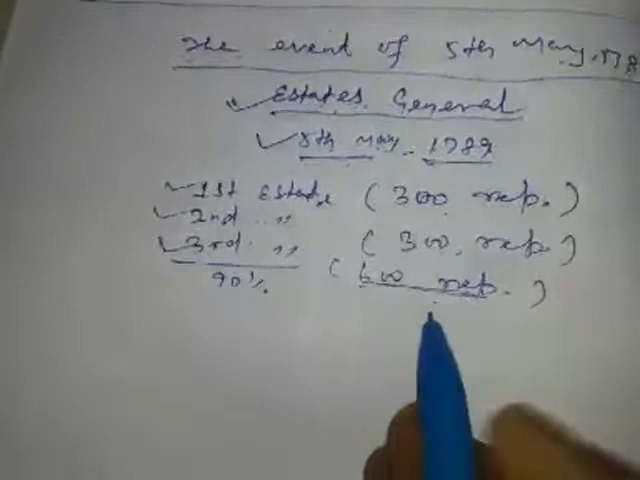 The event of 5th May, 178
" Estates General
5th May - 1789
1st Estate (300 rep.)
2nd " (300. rep)
3rd. " (600 rep.)
90%